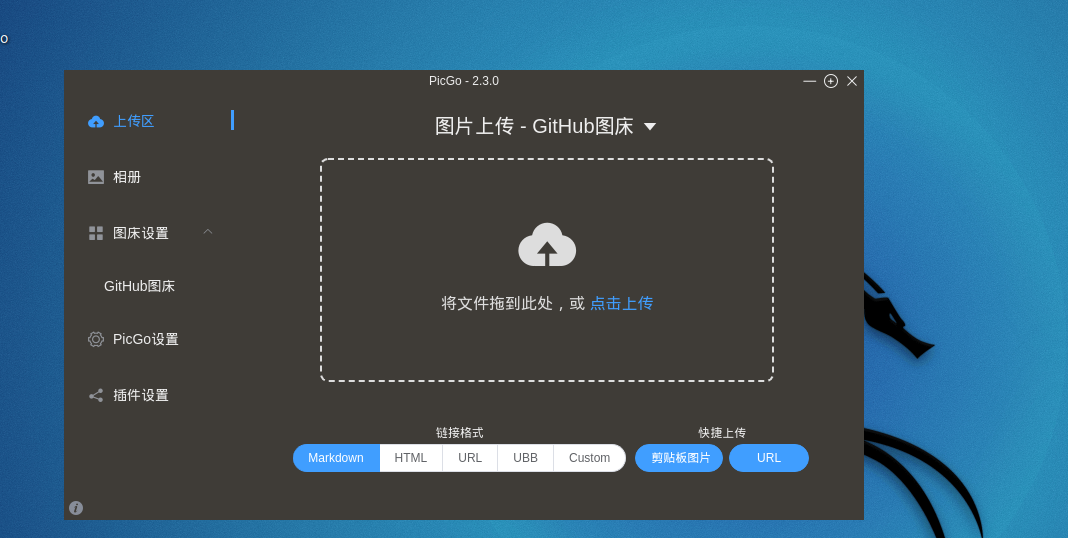 o
PicGo - 2.3.0
上传区
相册
图床设置
GitHub图床
PicGo设置
插件设置
图片上传 - GitHub图床
将文件拖到此处，或 点击上传
链接格式
快捷上传
Markdown HTML URL UBB Custom
剪贴板图片 URL
i